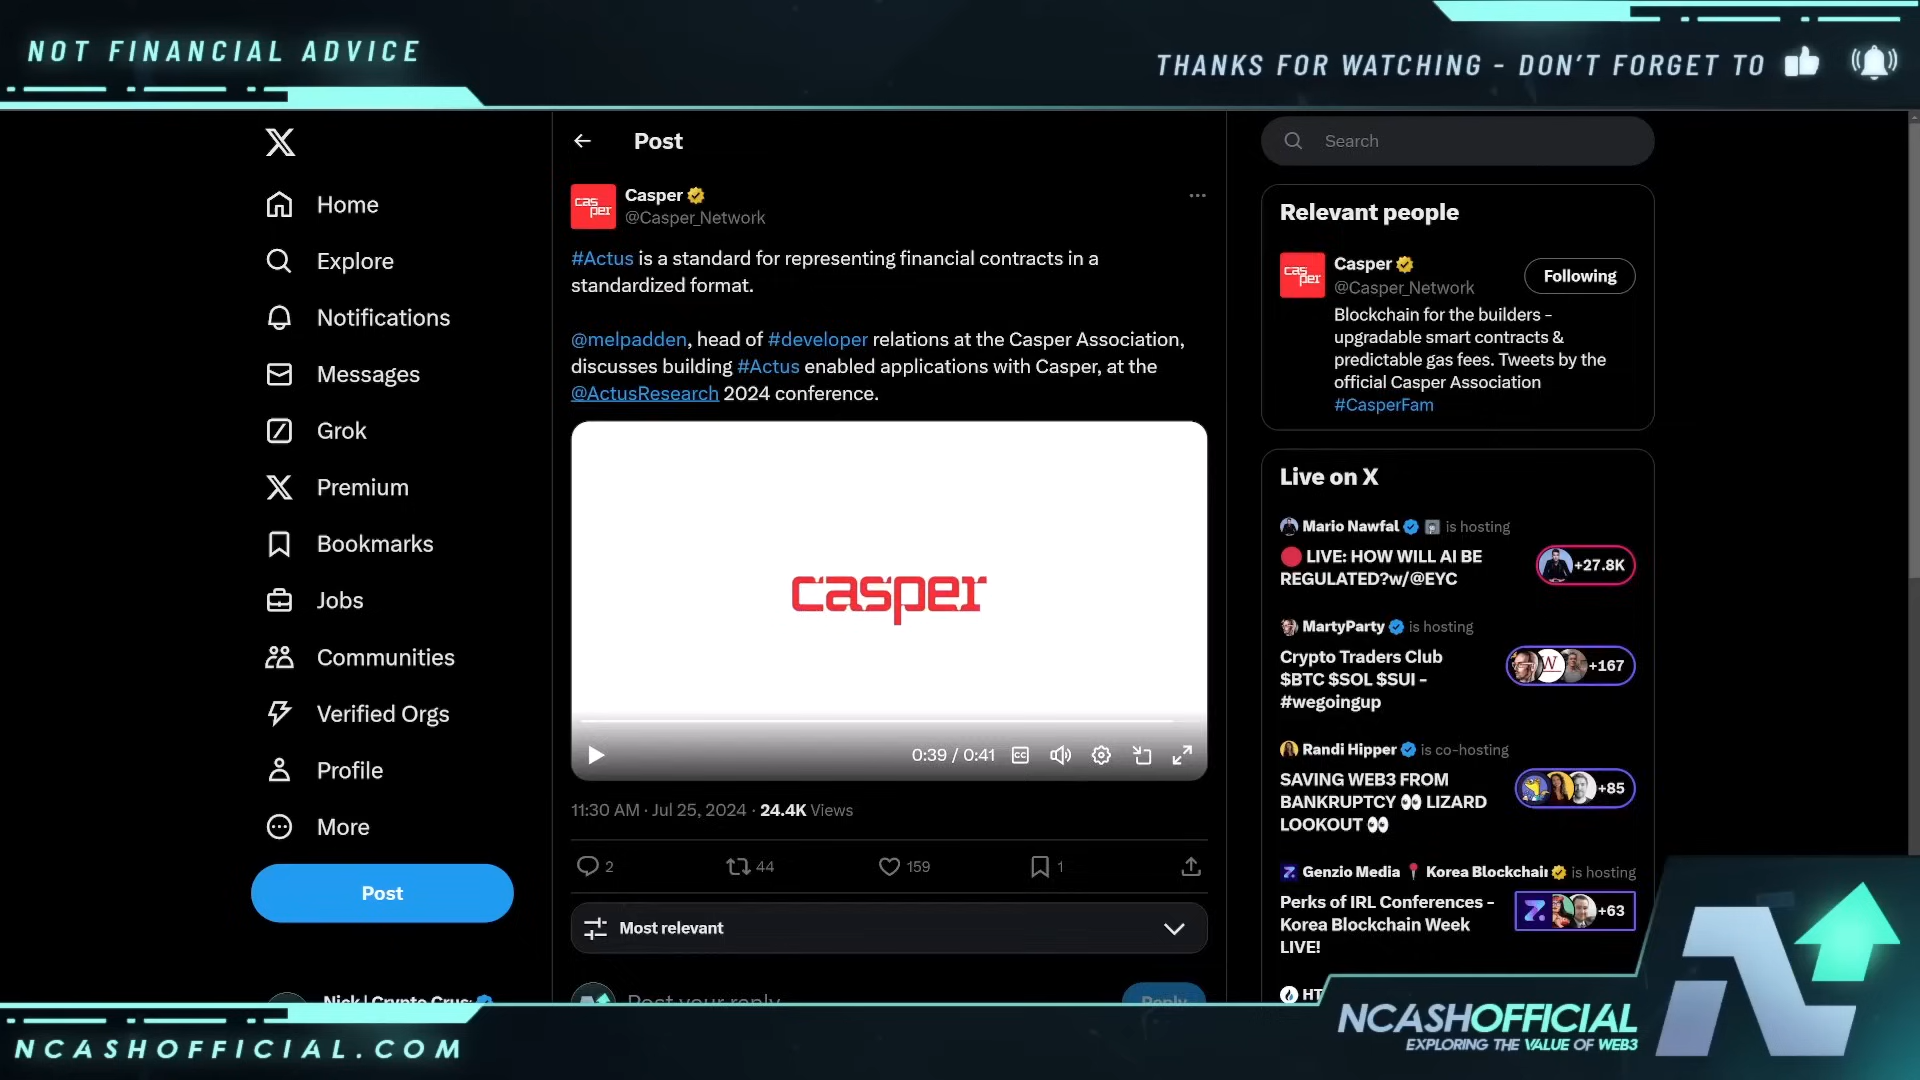 NOT FINANCIAL ADVICE
THANKS FOR WATCHING - DON'T FORGET TO
Home
Explore
Notifications
Messages
Grok
Premium
Bookmarks
Jobs
Communities
Verified Orgs
Profile
More
Post
Nick | Crypto Crus
Post
Casper
@Casper_Network
#Actus is a standard for representing financial contracts in a
standardized format.
@melpadden, head of #developer relations at the Casper Association,
discusses building #Actus enabled applications with Casper, at the
@ActusResearch 2024 conference.
casper
0:39 / 0:41
11:30 AM · Jul 25, 2024 · 24.4K Views
2
44
159
1
Most relevant
Post your reply
Reply
Search
Relevant people
Casper
@Casper_Network
Following
Blockchain for the builders -
upgradable smart contracts &
predictable gas fees. Tweets by the
official Casper Association
#CasperFam
Live on X
Mario Nawfal is hosting
LIVE: HOW WILL AI BE
REGULATED?w/@EYC
+27.8K
MartyParty is hosting
Crypto Traders Club
$BTC $SOL $SUI -
#wegoingup
+167
Randi Hipper is co-hosting
SAVING WEB3 FROM
BANKRUPTCY 👀 LIZARD
LOOKOUT 👀
+85
Genzio Media 📍 Korea Blockchain is hosting
Perks of IRL Conferences -
Korea Blockchain Week
LIVE!
+63
HT
NCASHOFFICIAL.COM
NCASHOFFICIAL
EXPLORING THE VALUE OF WEB3